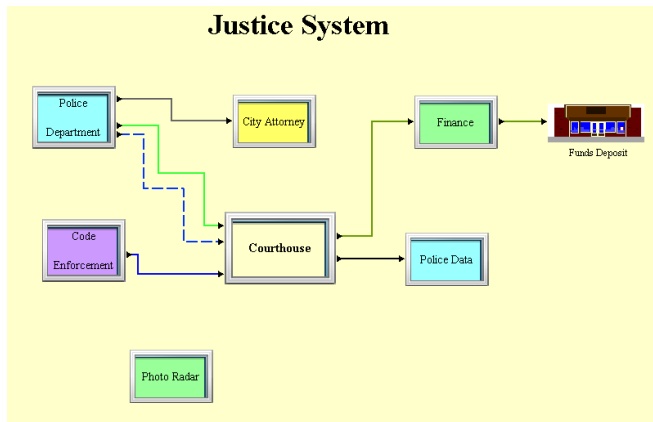 Justice System
Police
Department
City Attorney
Finance
Funds Deposit
Code
Enforcement
Courthouse
Police Data
Photo Radar